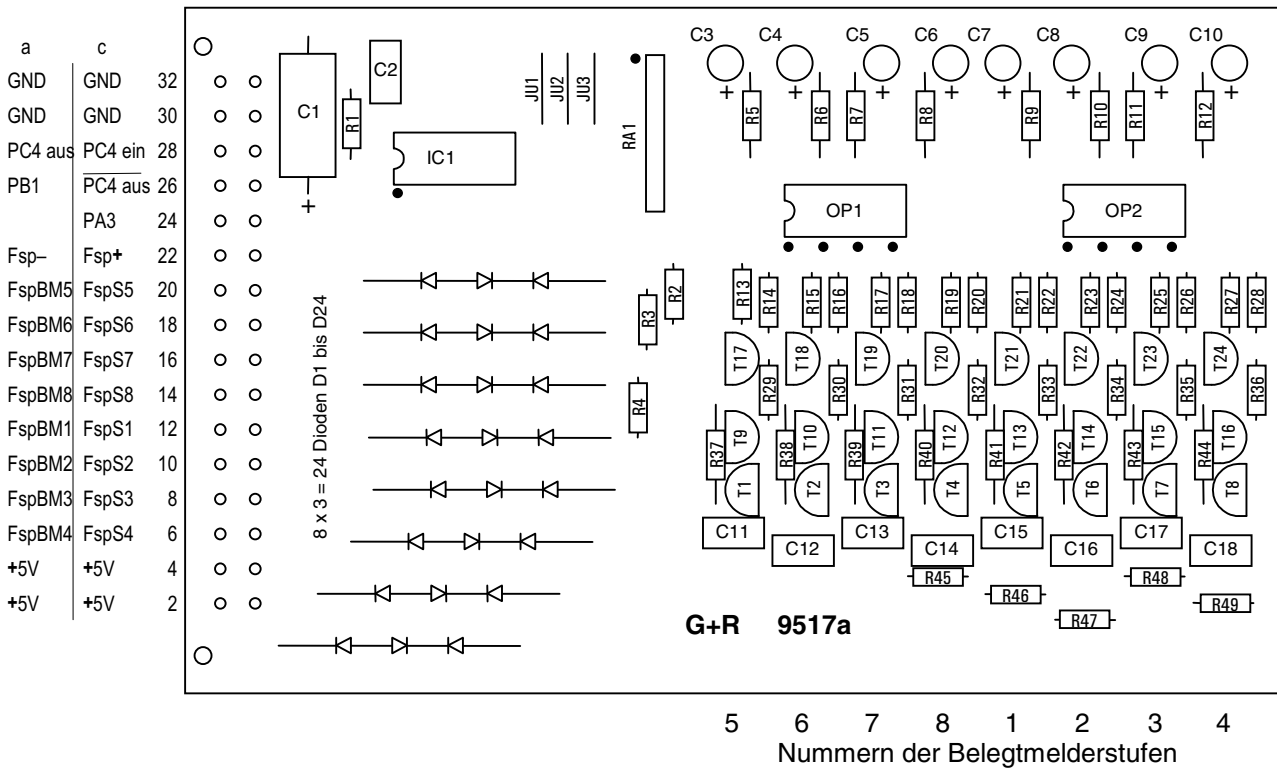 a c
GND GND 32
GND GND 30
PC4 aus PC4 ein 28
PB1 PC4 aus 26
PA3 24
Fsp– Fsp+ 22
FspBM5 FspS5 20
FspBM6 FspS6 18
FspBM7 FspS7 16
FspBM8 FspS8 14
FspBM1 FspS1 12
FspBM2 FspS2 10
FspBM3 FspS3 8
FspBM4 FspS4 6
+5V +5V 4
+5V +5V 2
C1
+
R1
C2
IC1
JU1 JU2 JU3
RA1
8 x 3 = 24 Dioden D1 bis D24
R2
R3
R4
C3 C4 C5 C6 C7 C8 C9 C10
+ + + + + + + +
R5 R6 R7 R8 R9 R10 R11 R12
OP1 OP2
R13 R14 R15 R16 R17 R18 R19 R20 R21 R22 R23 R24 R25 R26 R27 R28
T17 T18 T19 T20 T21 T22 T23 T24
R29 R30 R31 R32 R33 R34 R35 R36
R37 T9 R38 T10 R39 T11 R40 T12 R41 T13 R42 T14 R43 T15 R44 T16
T1 T2 T3 T4 T5 T6 T7 T8
C11 C12 C13 C14 C15 C16 C17 C18
R45 R46 R47 R48 R49
G+R 9517a
5 6 7 8 1 2 3 4
Nummern der Belegtmelderstufen